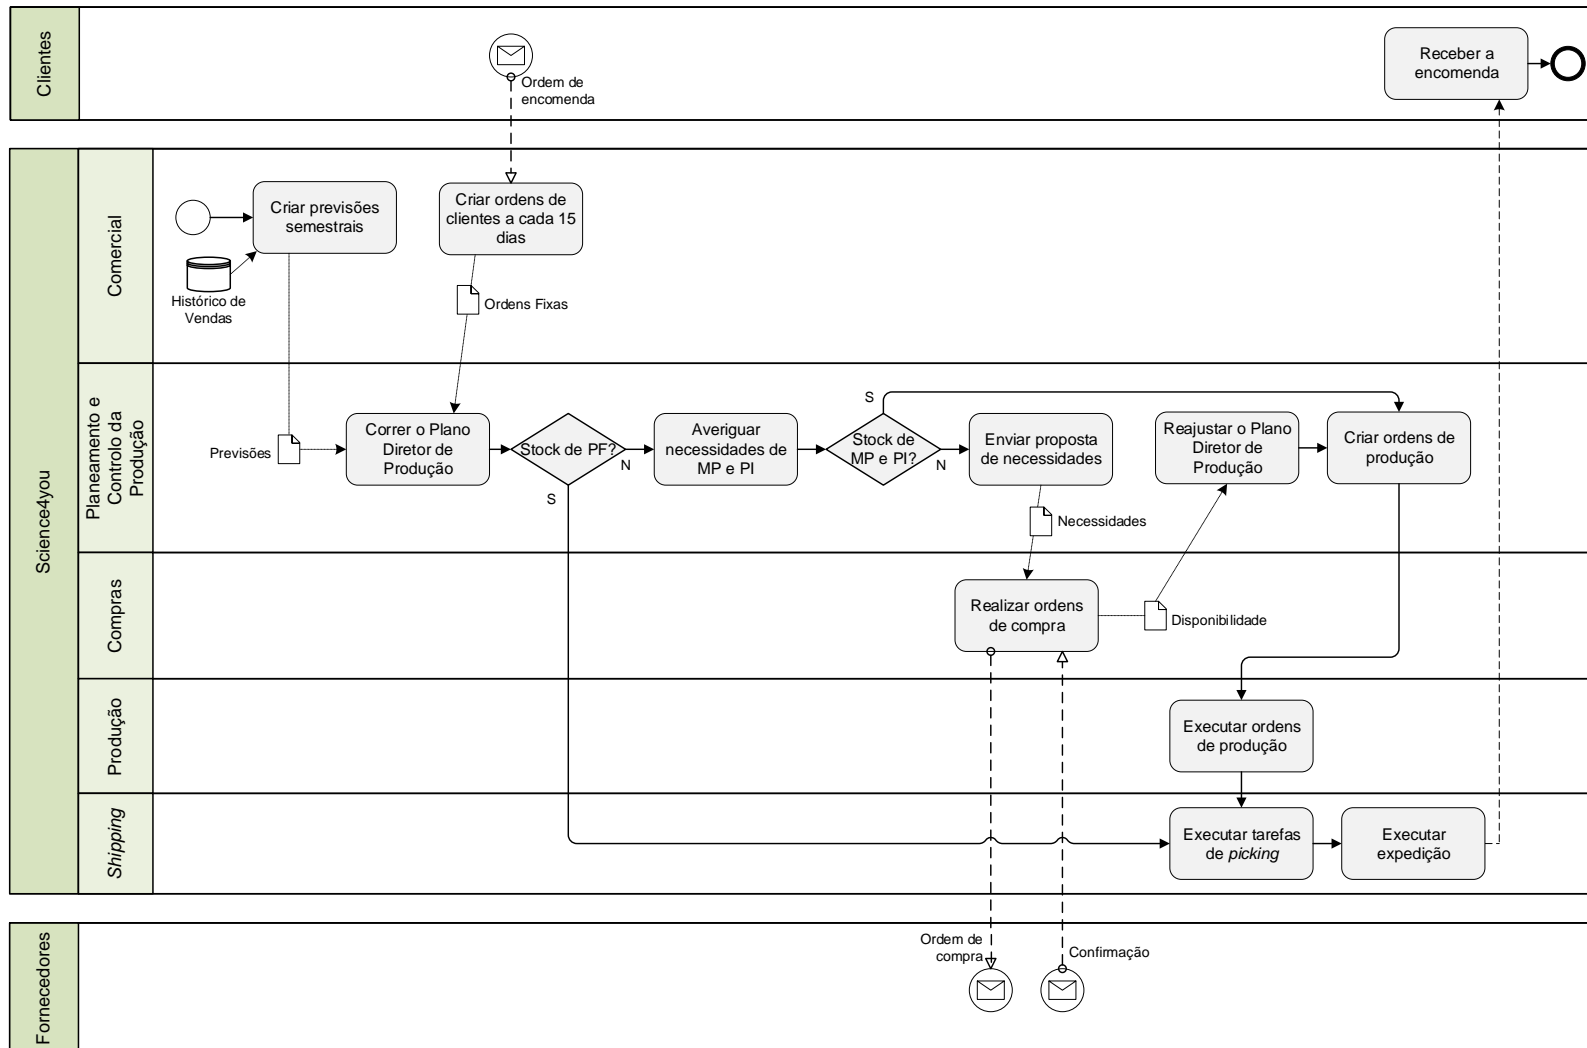 Clientes
Ordem de
encomenda
Receber a
encomenda
Science4you
Comercial
Criar previsões
semestrais
Histórico de
Vendas
Criar ordens de
clientes a cada 15
dias
Ordens Fixas
Planeamento e
Controlo da
Produção
Previsões
Correr o Plano
Diretor de
Produção
Stock de PF?
N
S
Averiguar
necessidades de
MP e PI
Stock de
MP e PI?
S
N
Enviar proposta
de necessidades
Necessidades
Reajustar o Plano
Diretor de
Produção
Criar ordens de
produção
Compras
Realizar ordens
de compra
Disponibilidade
Produção
Executar ordens
de produção
Shipping
Executar tarefas
de picking
Executar
expedição
Fornecedores
Ordem de
compra
Confirmação